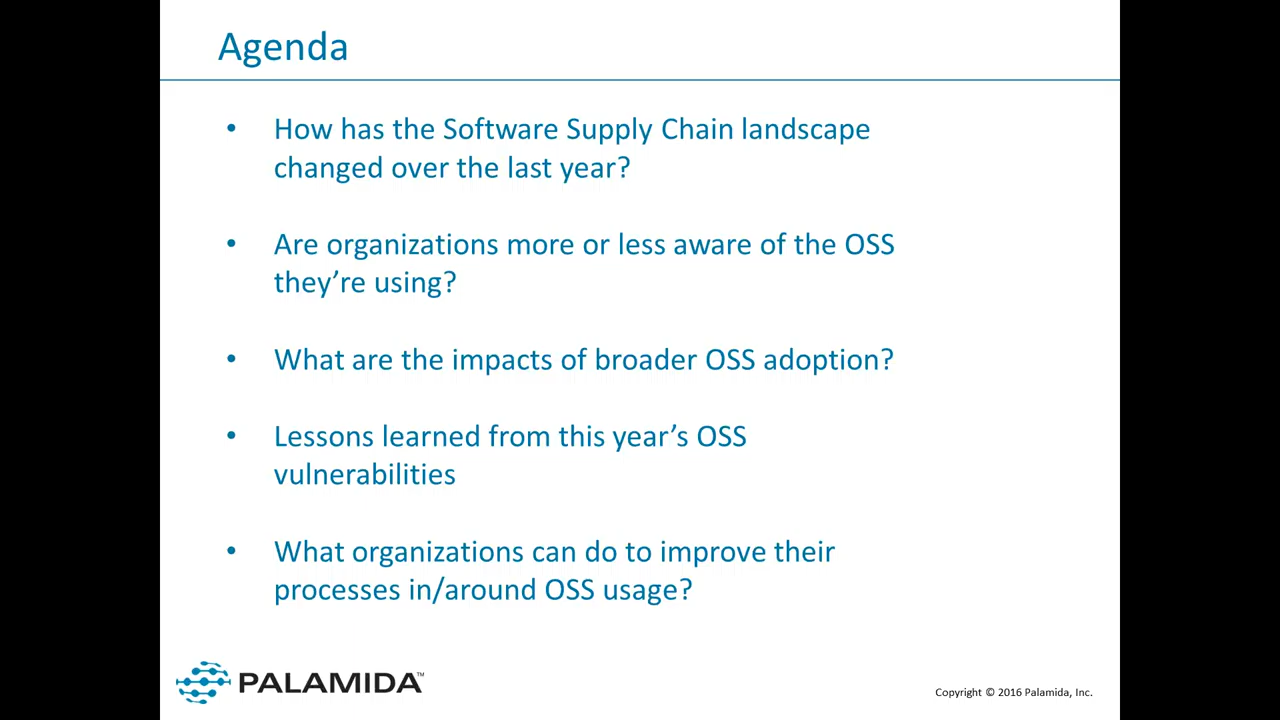 Agenda
• How has the Software Supply Chain landscape
changed over the last year?
• Are organizations more or less aware of the OSS
they’re using?
• What are the impacts of broader OSS adoption?
• Lessons learned from this year’s OSS
vulnerabilities
• What organizations can do to improve their
processes in/around OSS usage?
PALAMIDA™
Copyright © 2016 Palamida, Inc.